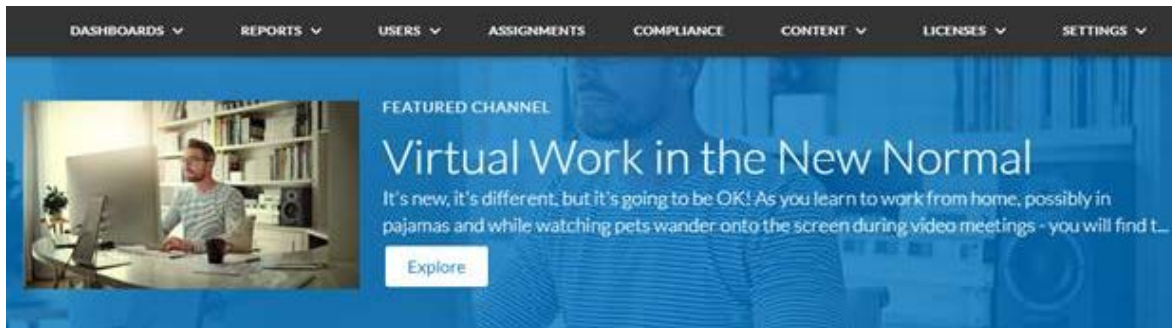 DASHBOARDS REPORTS USERS ASSIGNMENTS COMPLIANCE CONTENT LICENSES SETTINGS
FEATURED CHANNEL
Virtual Work in the New Normal
It's new, it's different, but it's going to be OK! As you learn to work from home, possibly in
pajamas and while watching pets wander onto the screen during video meetings - you will find t...
Explore